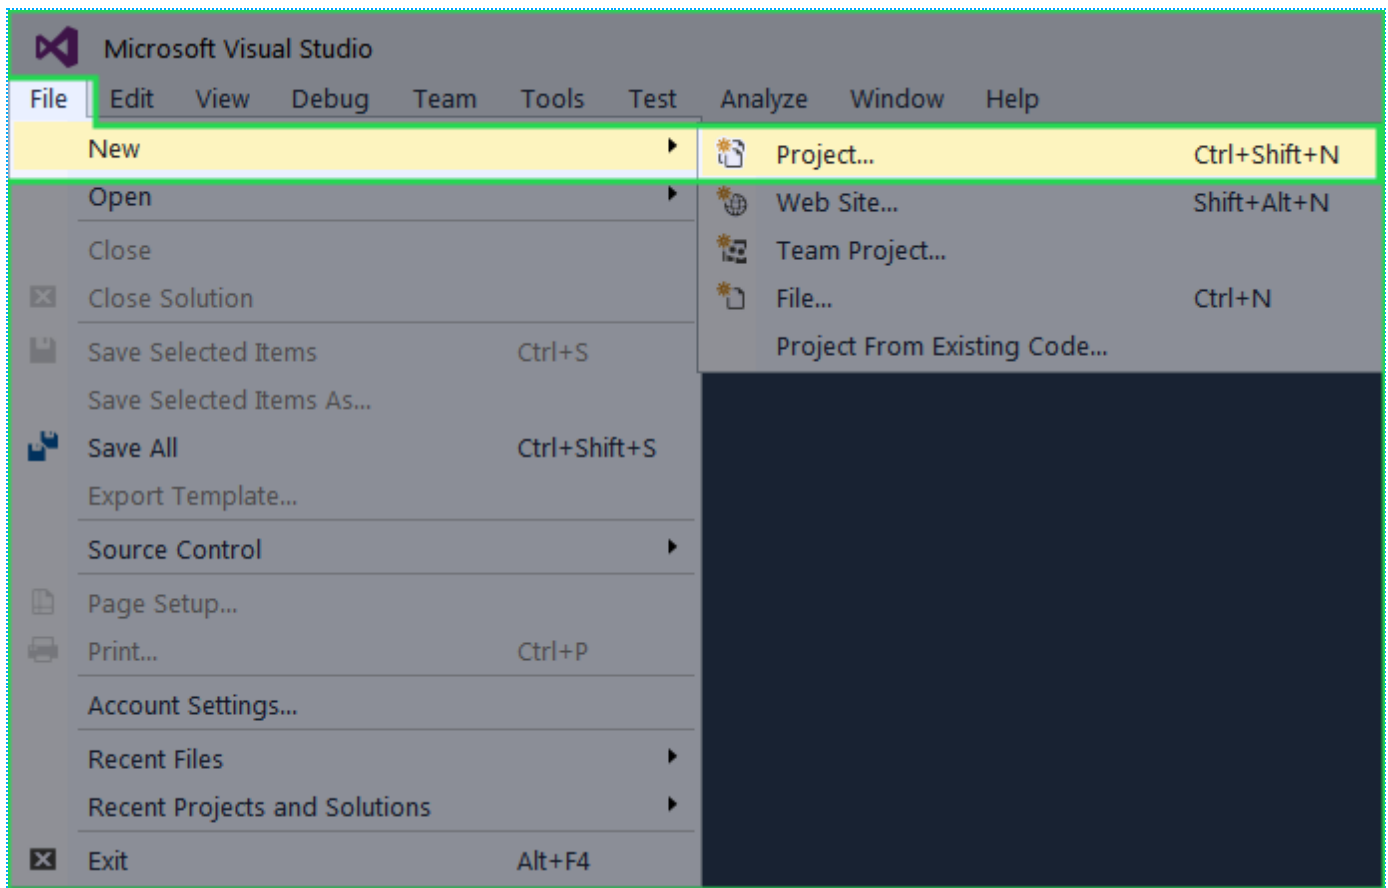 Microsoft Visual Studio
File Edit View Debug Team Tools Test Analyze Window Help
New
Open
Close
Close Solution
Save Selected Items Ctrl+S
Save Selected Items As...
Save All Ctrl+Shift+S
Export Template...
Source Control
Page Setup...
Print... Ctrl+P
Account Settings...
Recent Files
Recent Projects and Solutions
Exit Alt+F4
Project... Ctrl+Shift+N
Web Site... Shift+Alt+N
Team Project...
File... Ctrl+N
Project From Existing Code...